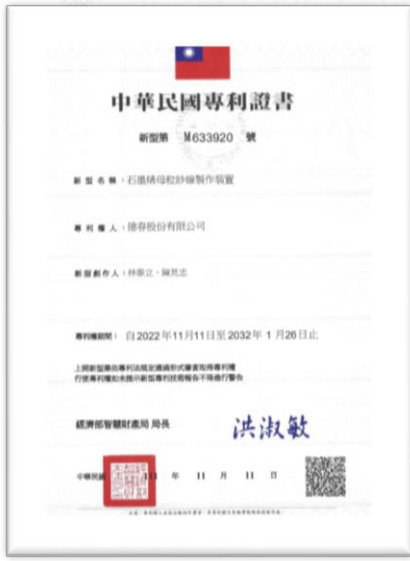 中華民國專利證書
新型第 M633920 號
新型名稱：石墨烯母粒紗線製作裝置
專利權人：德春股份有限公司
新型創作人：林
專利權期間：自2022年11月11日至2032年1月26日止
上開新型業依專利法規定通過形式審查取得專利權
行使專利權如未提示新型專利技術報告不得進行警告
經濟部智慧財產局 局長
洪淑敏
中華民國 111 年 11 月 11 日